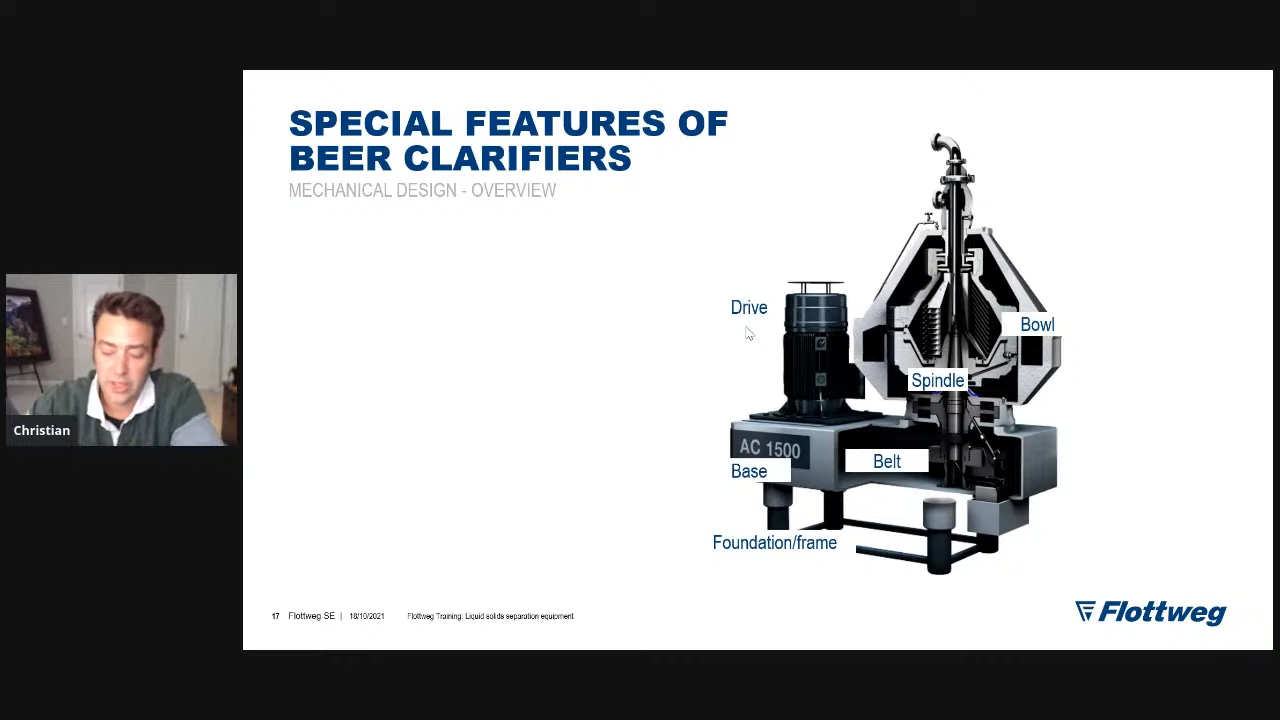 SPECIAL FEATURES OF
BEER CLARIFIERS
MECHANICAL DESIGN - OVERVIEW
Drive
Bowl
Spindle
AC 1500
Belt
Base
Foundation/frame
Christian
17 Flottweg SE | 18/10/2021 Flottweg Training: Liquid solids separation equipment
Flottweg